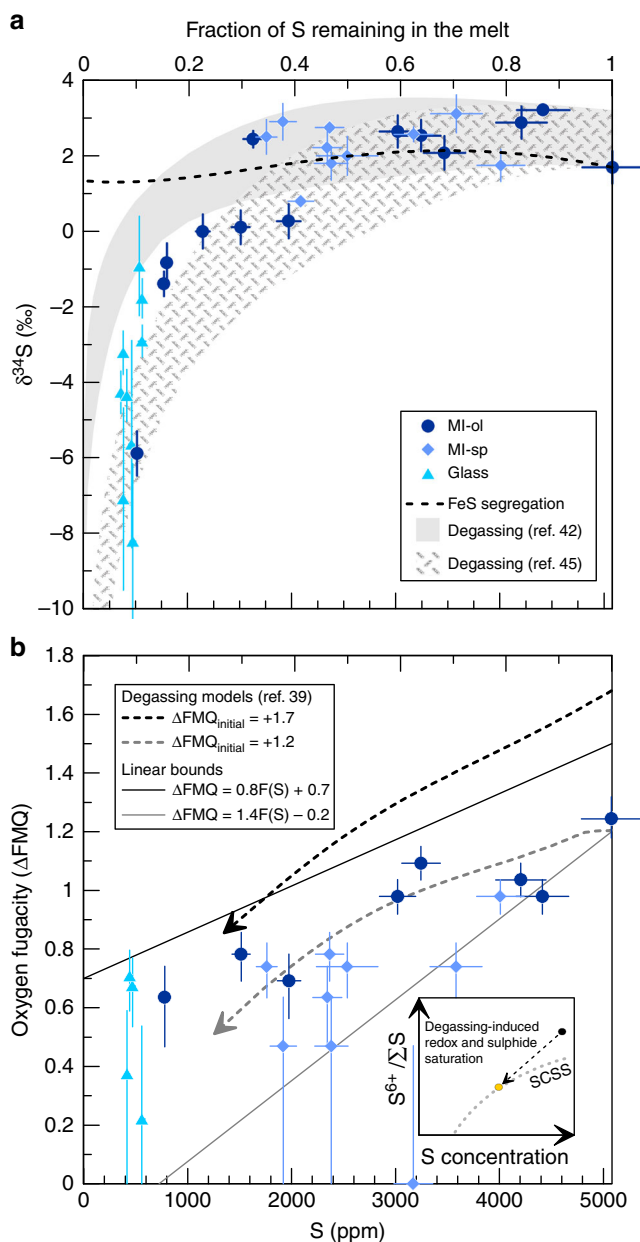 a
Fraction of S remaining in the melt
0 0.2 0.4 0.6 0.8 1
4
2
0
−2
−4
−6
−8
−10
δ34S (‰)
MI-ol
MI-sp
Glass
FeS segregation
Degassing (ref. 42)
Degassing (ref. 45)
b
1.8
1.6
1.4
1.2
1
0.8
0.6
0.4
0.2
0
Oxygen fugacity (ΔFMQ)
Degassing models (ref. 39)
ΔFMQinitial = +1.7
ΔFMQinitial = +1.2
Linear bounds
ΔFMQ = 0.8F(S) + 0.7
ΔFMQ = 1.4F(S) − 0.2
Degassing-induced
redox and sulphide
saturation
SCSS
S6+/ΣS
S concentration
0 1000 2000 3000 4000 5000
S (ppm)